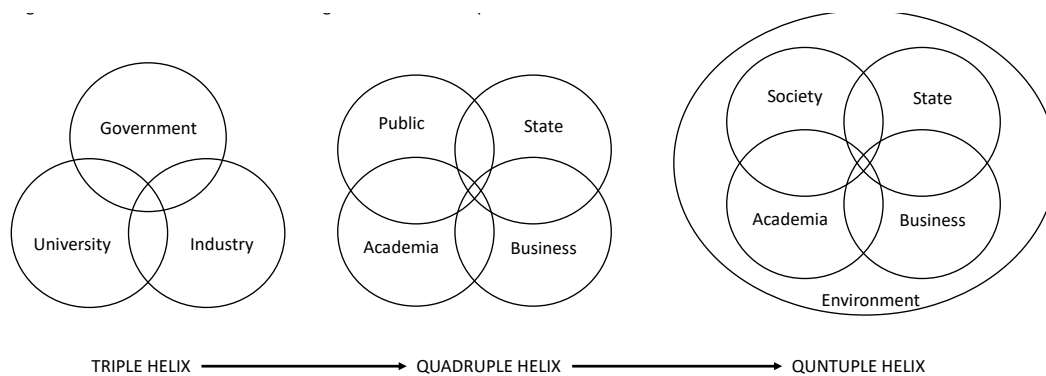 Government
University Industry
Public State
Academia Business
Society State
Academia Business
Environment
TRIPLE HELIX QUADRUPLE HELIX QUNTUPLE HELIX